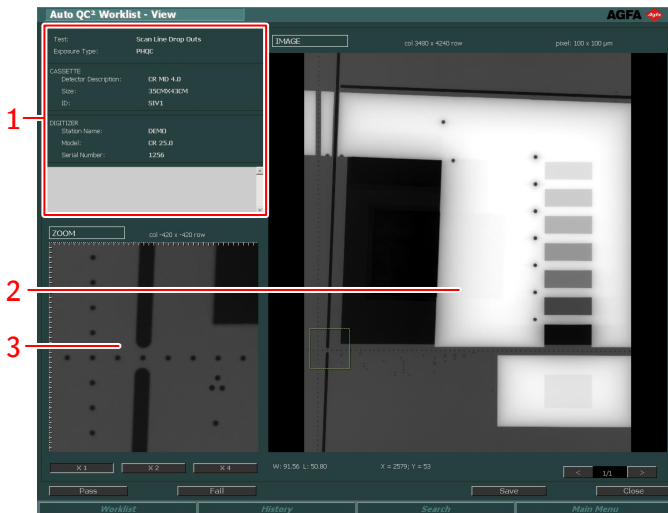 Auto QC² Worklist - View
AGFA Agfa
Test: Scan Line Drop Outs
Exposure Type: PHQC
CASSETTE
Detector Description: CR MD 4.0
Size: 35CMX43CM
ID: SIV1
DIGITIZER
Station Name: DEMO
Model: CR 25.0
Serial Number: 1256
1
IMAGE
col 3480 x 4240 row
pixel: 100 x 100 µm
ZOOM
col -420 x -420 row
2
3
X 1
X 2
X 4
W: 91.56 L: 50.80
X = 2579; Y = 53
< 1/1 >
Pass
Fall
Save
Close
Worklist
History
Search
Main Menu